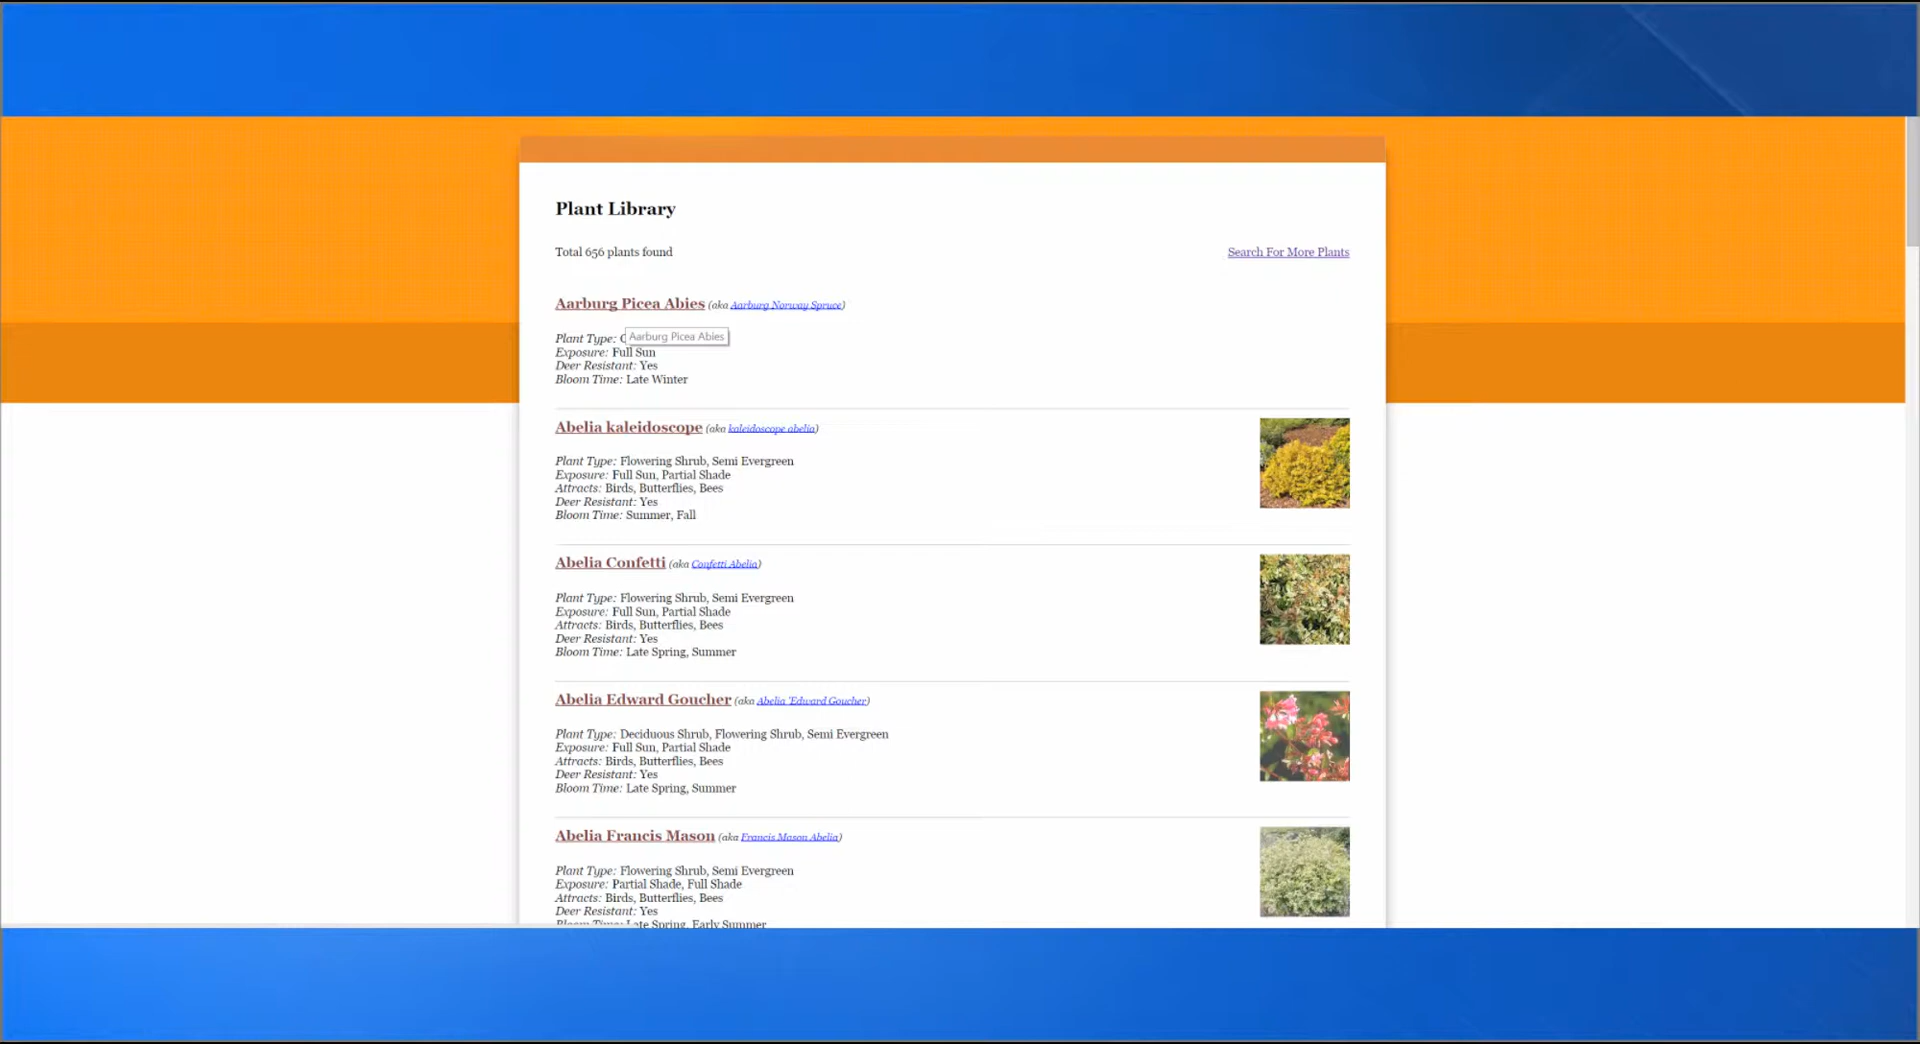 Plant Library
Total 656 plants found
Search For More Plants
Aarburg Picea Abies (aka Aarburg Norway Spruce)
Plant Type:
Aarburg Picea Abies
Exposure: Full Sun
Deer Resistant: Yes
Bloom Time: Late Winter
Abelia kaleidoscope (aka kaleidoscope abelia)
Plant Type: Flowering Shrub, Semi Evergreen
Exposure: Full Sun, Partial Shade
Attracts: Birds, Butterflies, Bees
Deer Resistant: Yes
Bloom Time: Summer, Fall
Abelia Confetti (aka Confetti Abelia)
Plant Type: Flowering Shrub, Semi Evergreen
Exposure: Full Sun, Partial Shade
Attracts: Birds, Butterflies, Bees
Deer Resistant: Yes
Bloom Time: Late Spring, Summer
Abelia Edward Goucher (aka Abelia 'Edward Goucher)
Plant Type: Deciduous Shrub, Flowering Shrub, Semi Evergreen
Exposure: Full Sun, Partial Shade
Attracts: Birds, Butterflies, Bees
Deer Resistant: Yes
Bloom Time: Late Spring, Summer
Abelia Francis Mason (aka Francis Mason Abelia)
Plant Type: Flowering Shrub, Semi Evergreen
Exposure: Partial Shade, Full Shade
Attracts: Birds, Butterflies, Bees
Deer Resistant: Yes
Bloom Time: Late Spring, Early Summer